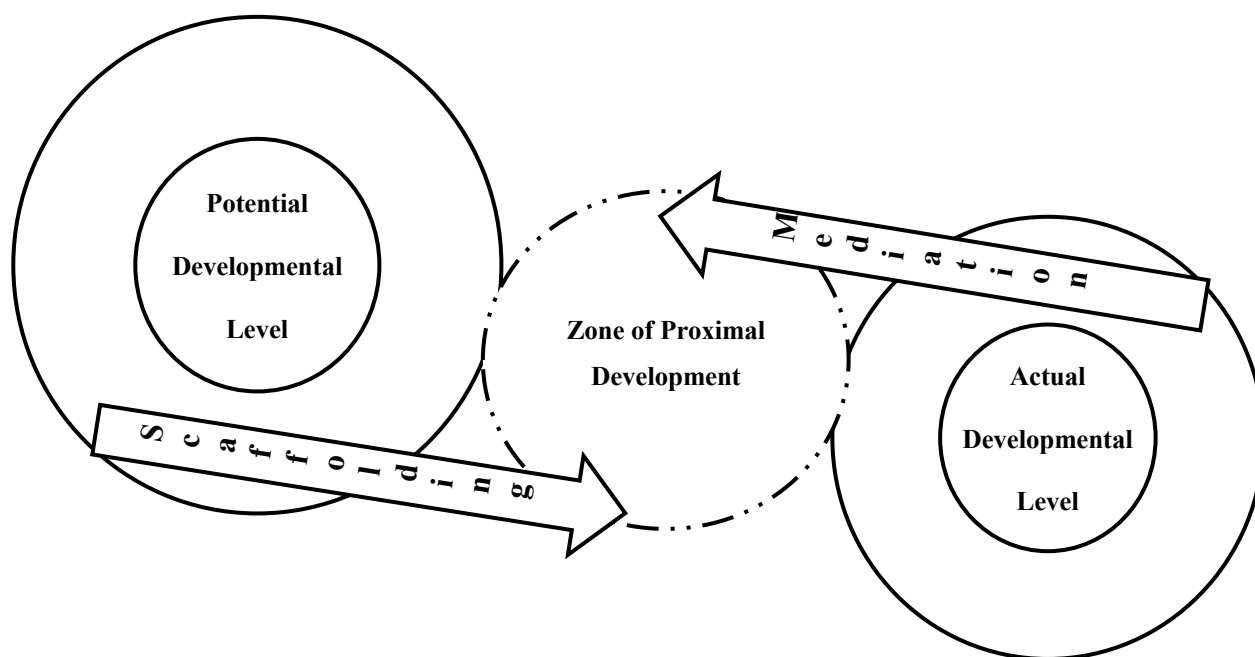 Potential
Developmental
Level
Mediation
Zone of Proximal
Development
Actual
Developmental
Level
Scaffolding